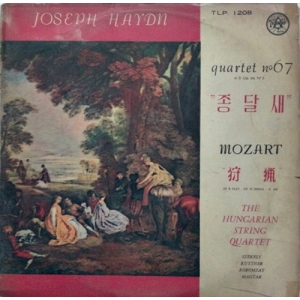 JOSEPH HAYDN
TLP 1208
quartet no 67
"종달새"
MOZART
"狩猟"
THE
HUNGARIAN
STRING
QUARTET